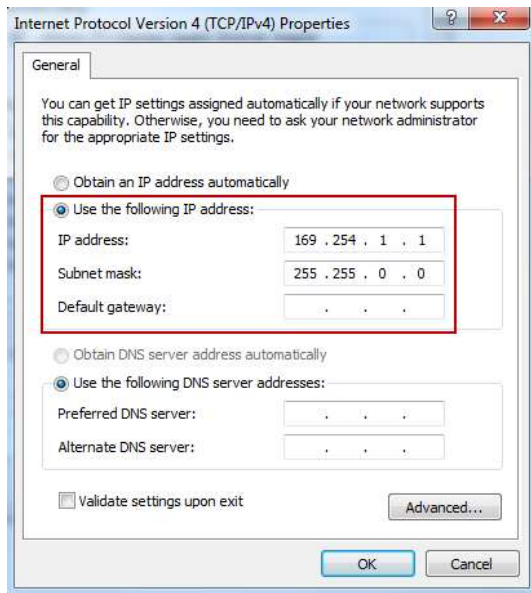 Internet Protocol Version 4 (TCP/IPv4) Properties
General
You can get IP settings assigned automatically if your network supports
this capability. Otherwise, you need to ask your network administrator
for the appropriate IP settings.
Obtain an IP address automatically
Use the following IP address:
IP address: 169 . 254 . 1 . 1
Subnet mask: 255 . 255 . 0 . 0
Default gateway: . . .
Obtain DNS server address automatically
Use the following DNS server addresses:
Preferred DNS server: . . .
Alternate DNS server: . . .
Validate settings upon exit
Advanced...
OK Cancel